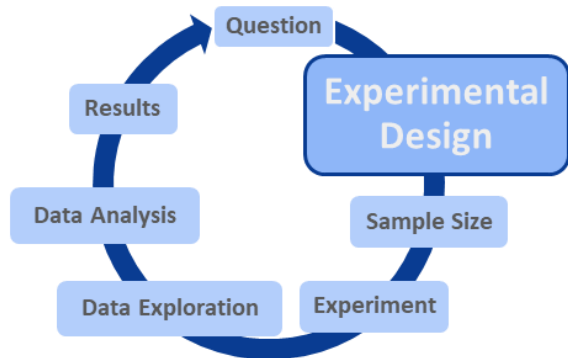 Question
Experimental
Design
Sample Size
Experiment
Data Exploration
Data Analysis
Results